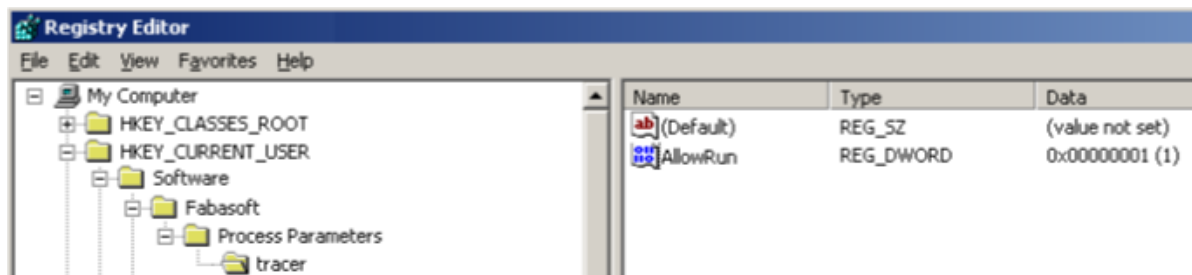 Registry Editor
File Edit View Favorites Help
My Computer
HKEY_CLASSES_ROOT
HKEY_CURRENT_USER
Software
Fabasoft
Process Parameters
tracer
Name Type Data
(Default) REG_SZ (value not set)
AllowRun REG_DWORD 0x00000001 (1)